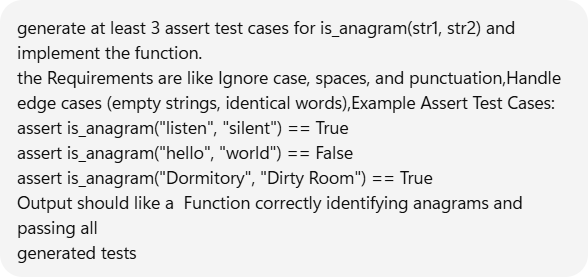 generate at least 3 assert test cases for is_anagram(str1, str2) and
implement the function.
the Requirements are like Ignore case, spaces, and punctuation,Handle
edge cases (empty strings, identical words),Example Assert Test Cases:
assert is_anagram("listen", "silent") == True
assert is_anagram("hello", "world") == False
assert is_anagram("Dormitory", "Dirty Room") == True
Output should like a  Function correctly identifying anagrams and
passing all
generated tests